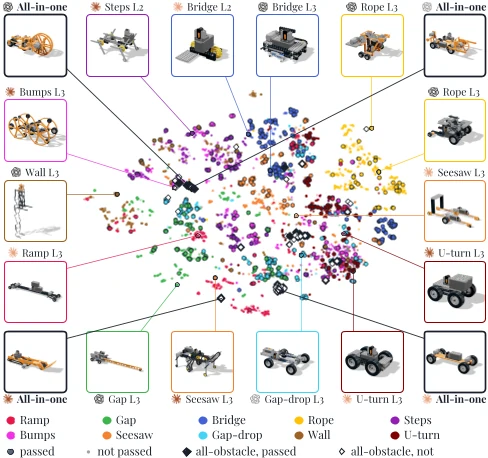 All-in-one Steps L2 Bridge L2 Bridge L3 Rope L3 All-in-one
Bumps L3 Rope L3
Wall L3 Seesaw L3
Ramp L3 U-turn L3
All-in-one Gap L3 Seesaw L3 Gap-drop L3 U-turn L3 All-in-one
Ramp Gap Bridge Rope Steps
Bumps Seesaw Gap-drop Wall U-turn
passed not passed all-obstacle, passed all-obstacle, not